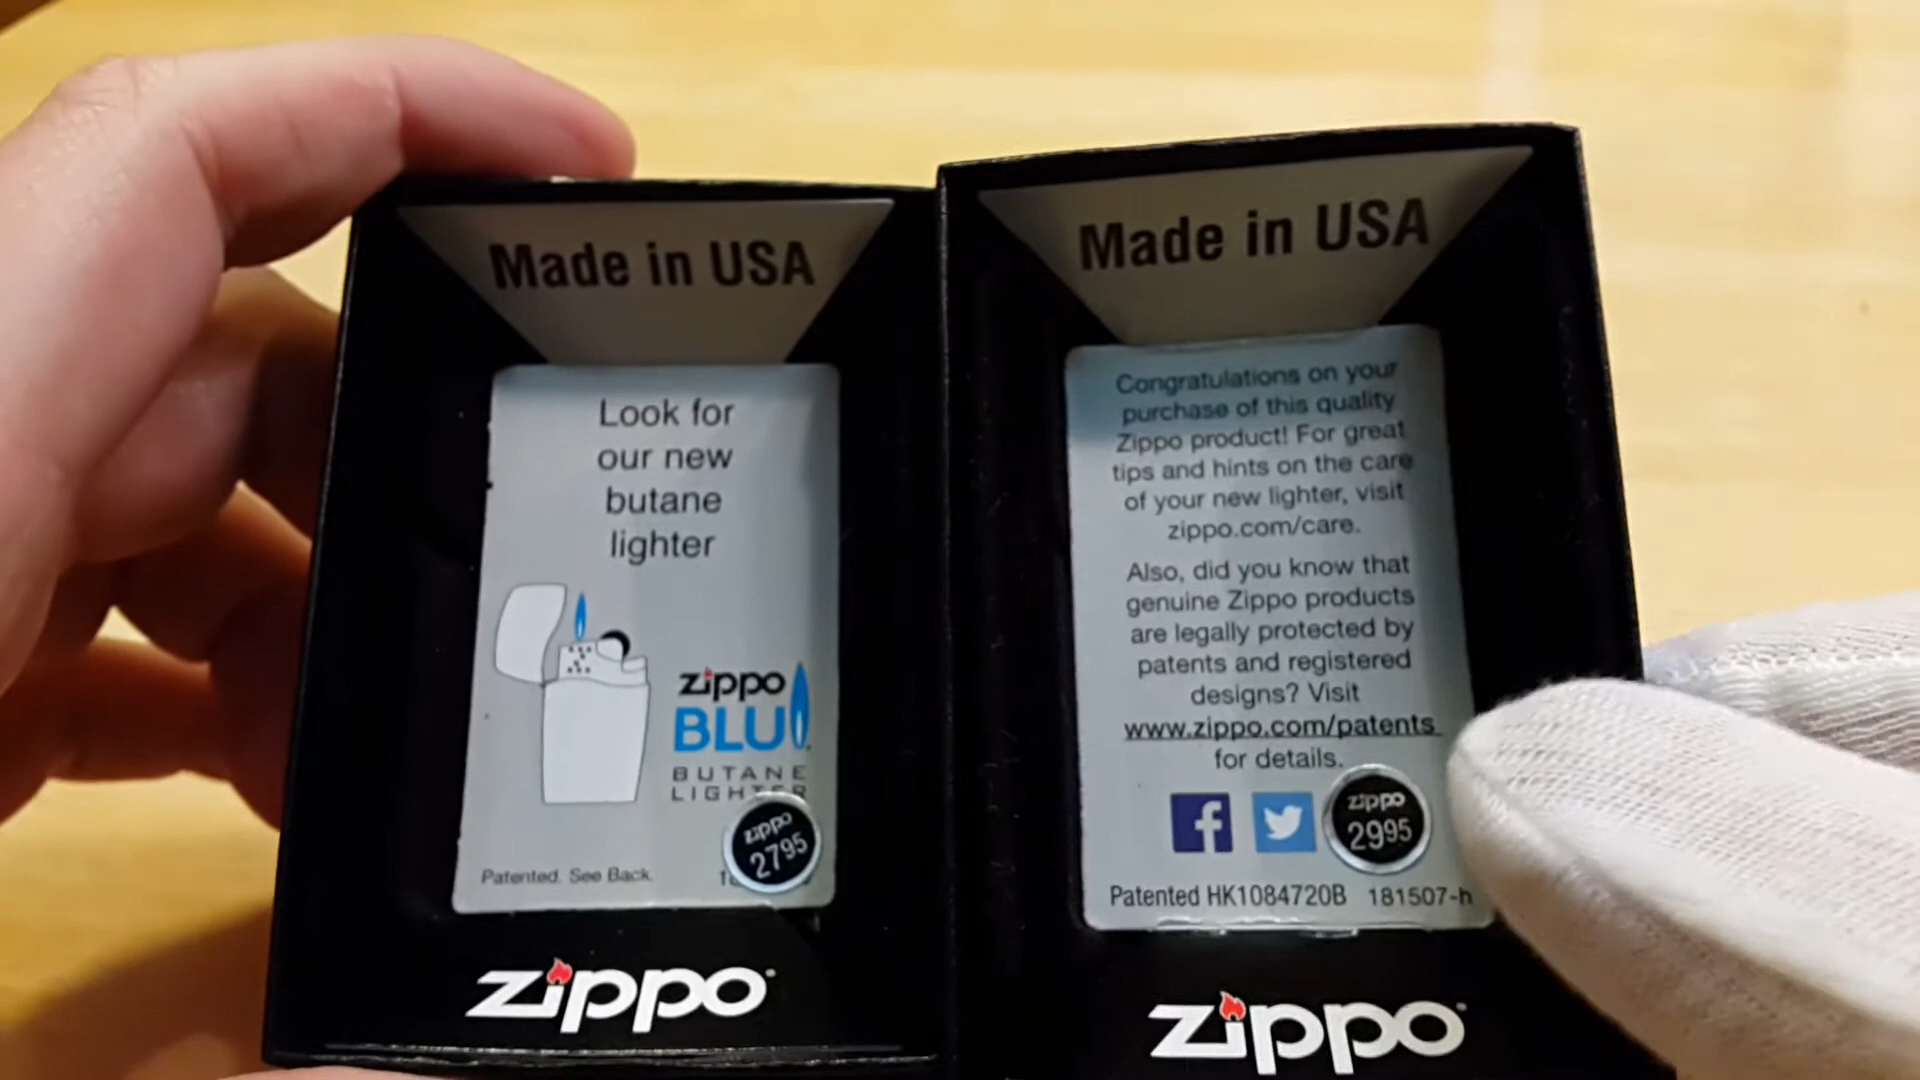 Made in USA
Look for
our new
butane
lighter
zippo
BLU
BUTANE
LIGHTER
zippo
2795
Patented. See Back.
zippo
Made in USA
Congratulations on your
purchase of this quality
Zippo product! For great
tips and hints on the care
of your new lighter, visit
zippo.com/care.
Also, did you know that
genuine Zippo products
are legally protected by
patents and registered
designs? Visit
www.zippo.com/patents
for details.
f
zippo
2995
Patented HK1084720B 181507-h
zippo